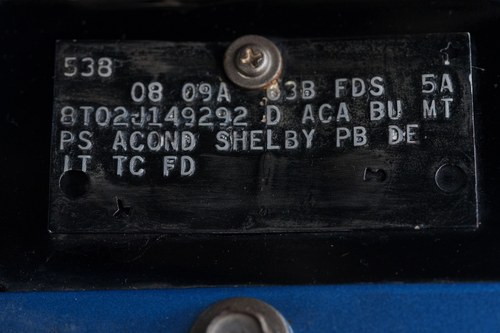 538
08 09A 63B FDS 5A
8T02J149292 D ACA BU MT
PS ACOND SHELBY PB DE
LT TC FD